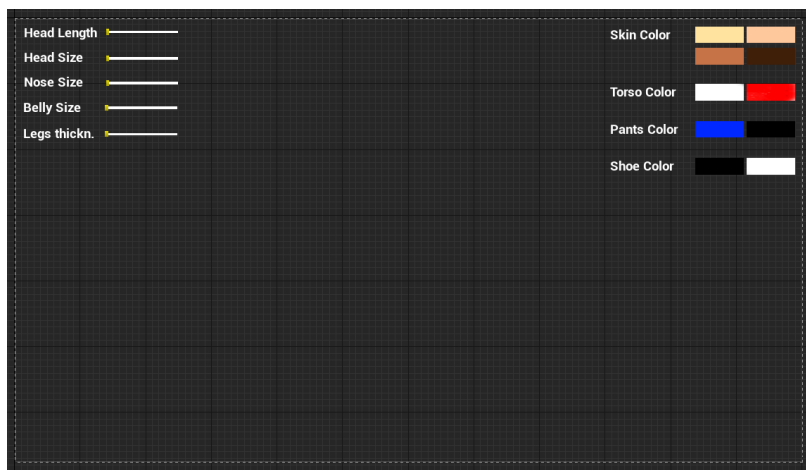 Head Length
Head Size
Nose Size
Belly Size
Legs thickn.
Skin Color
Torso Color
Pants Color
Shoe Color